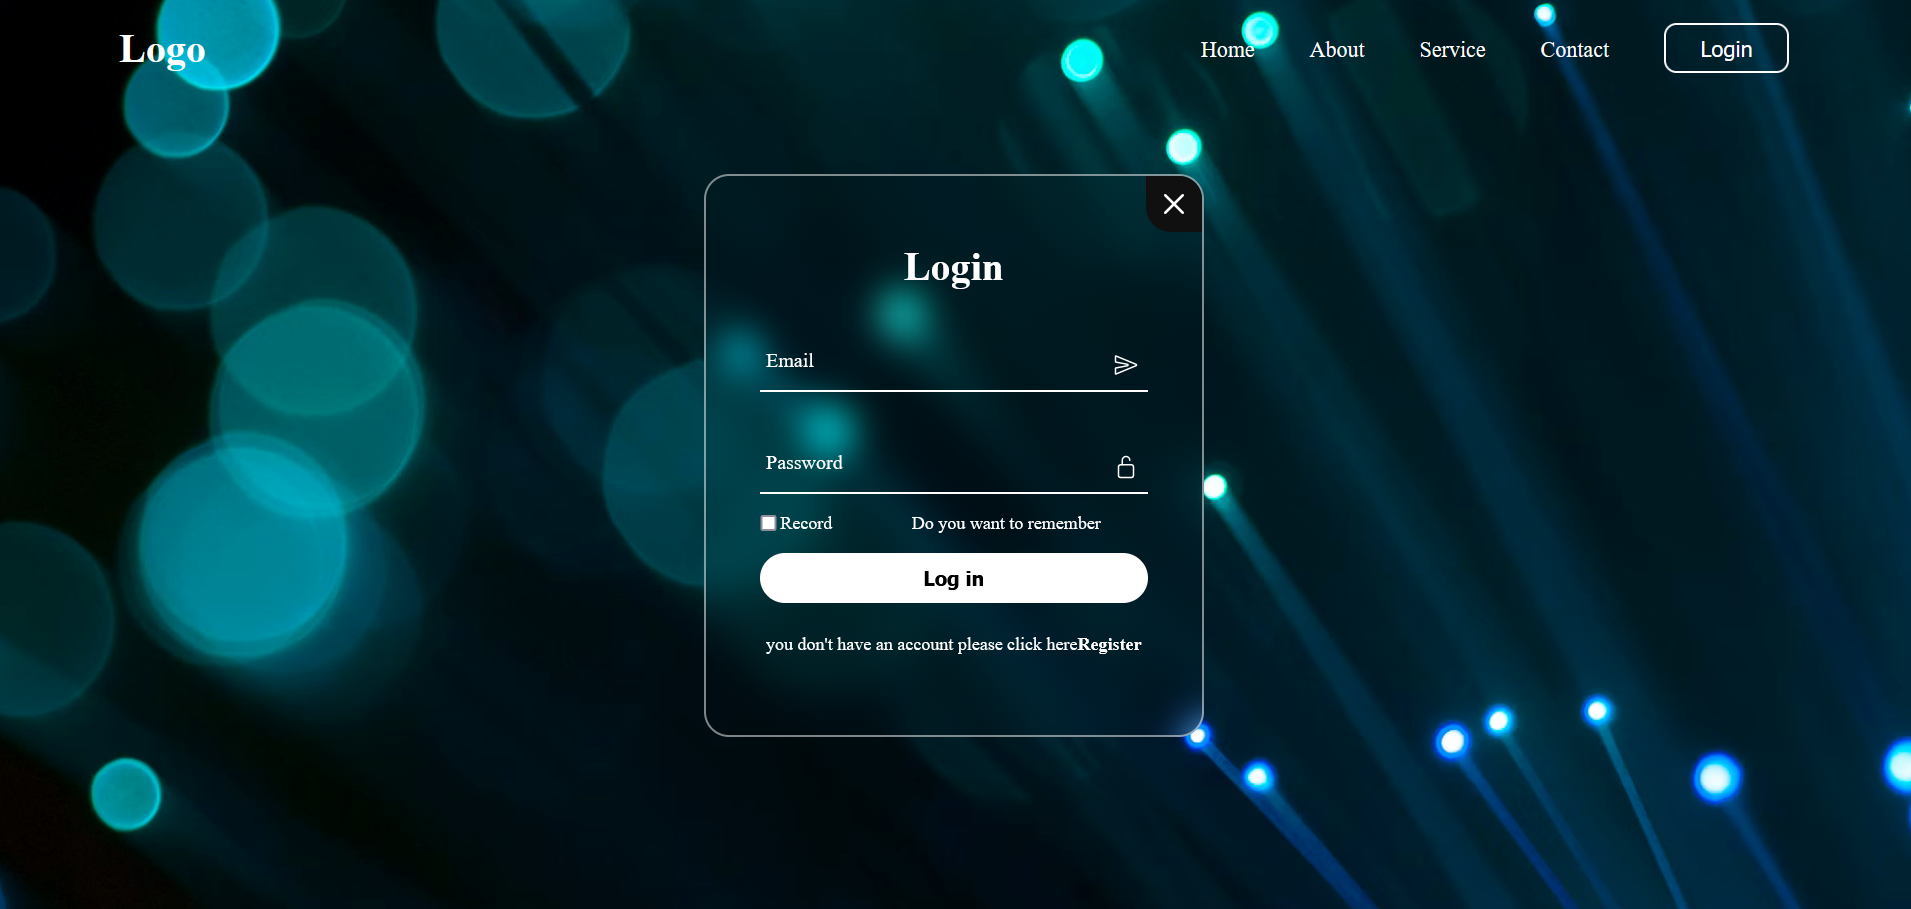 Logo
Home About Service Contact Login
Login
Email
Password
Record Do you want to remember
Log in
you don't have an account please click hereRegister